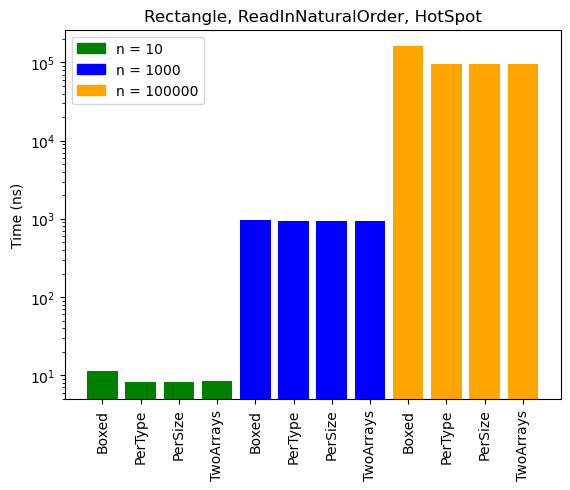 Rectangle, ReadInNaturalOrder, HotSpot
n = 10
n = 1000
n = 100000
Time (ns)
10^5
10^4
10^3
10^2
10^1
Boxed
PerType
PerSize
TwoArrays
Boxed
PerType
PerSize
TwoArrays
Boxed
PerType
PerSize
TwoArrays